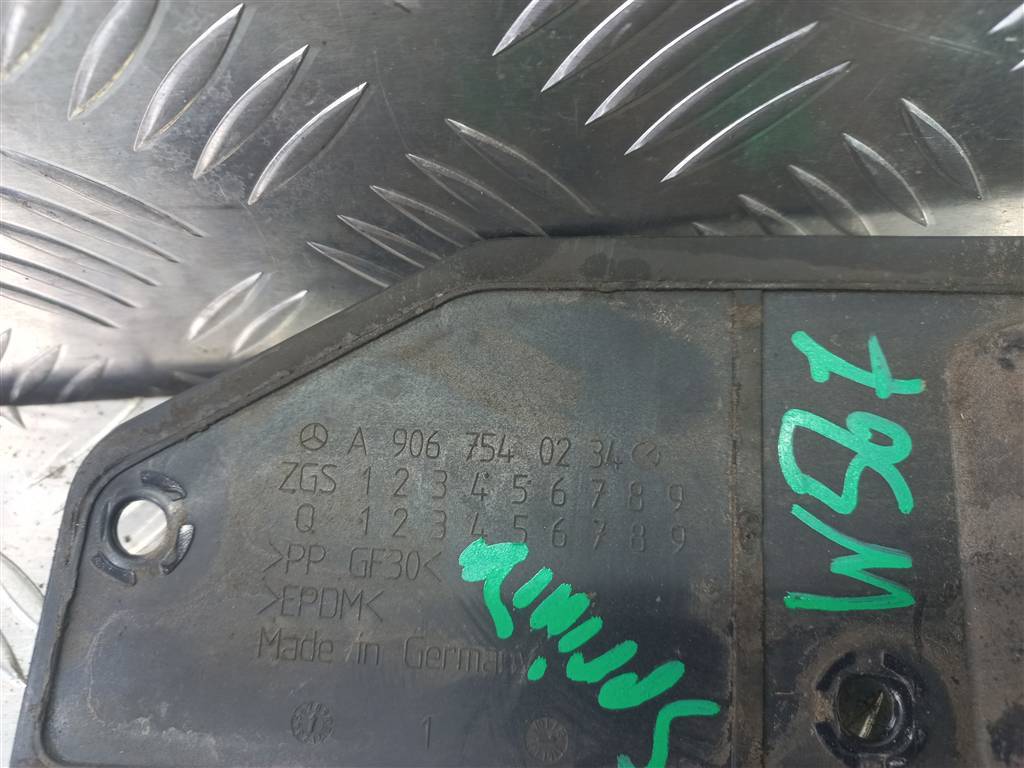 A 906 754 02 34
ZGS 1 2 3 4 5 6 7 8 9
Q 1 2 3 4 5 6 7 8 9
>PP GF30<
>EPDM<
Made in Germany
1